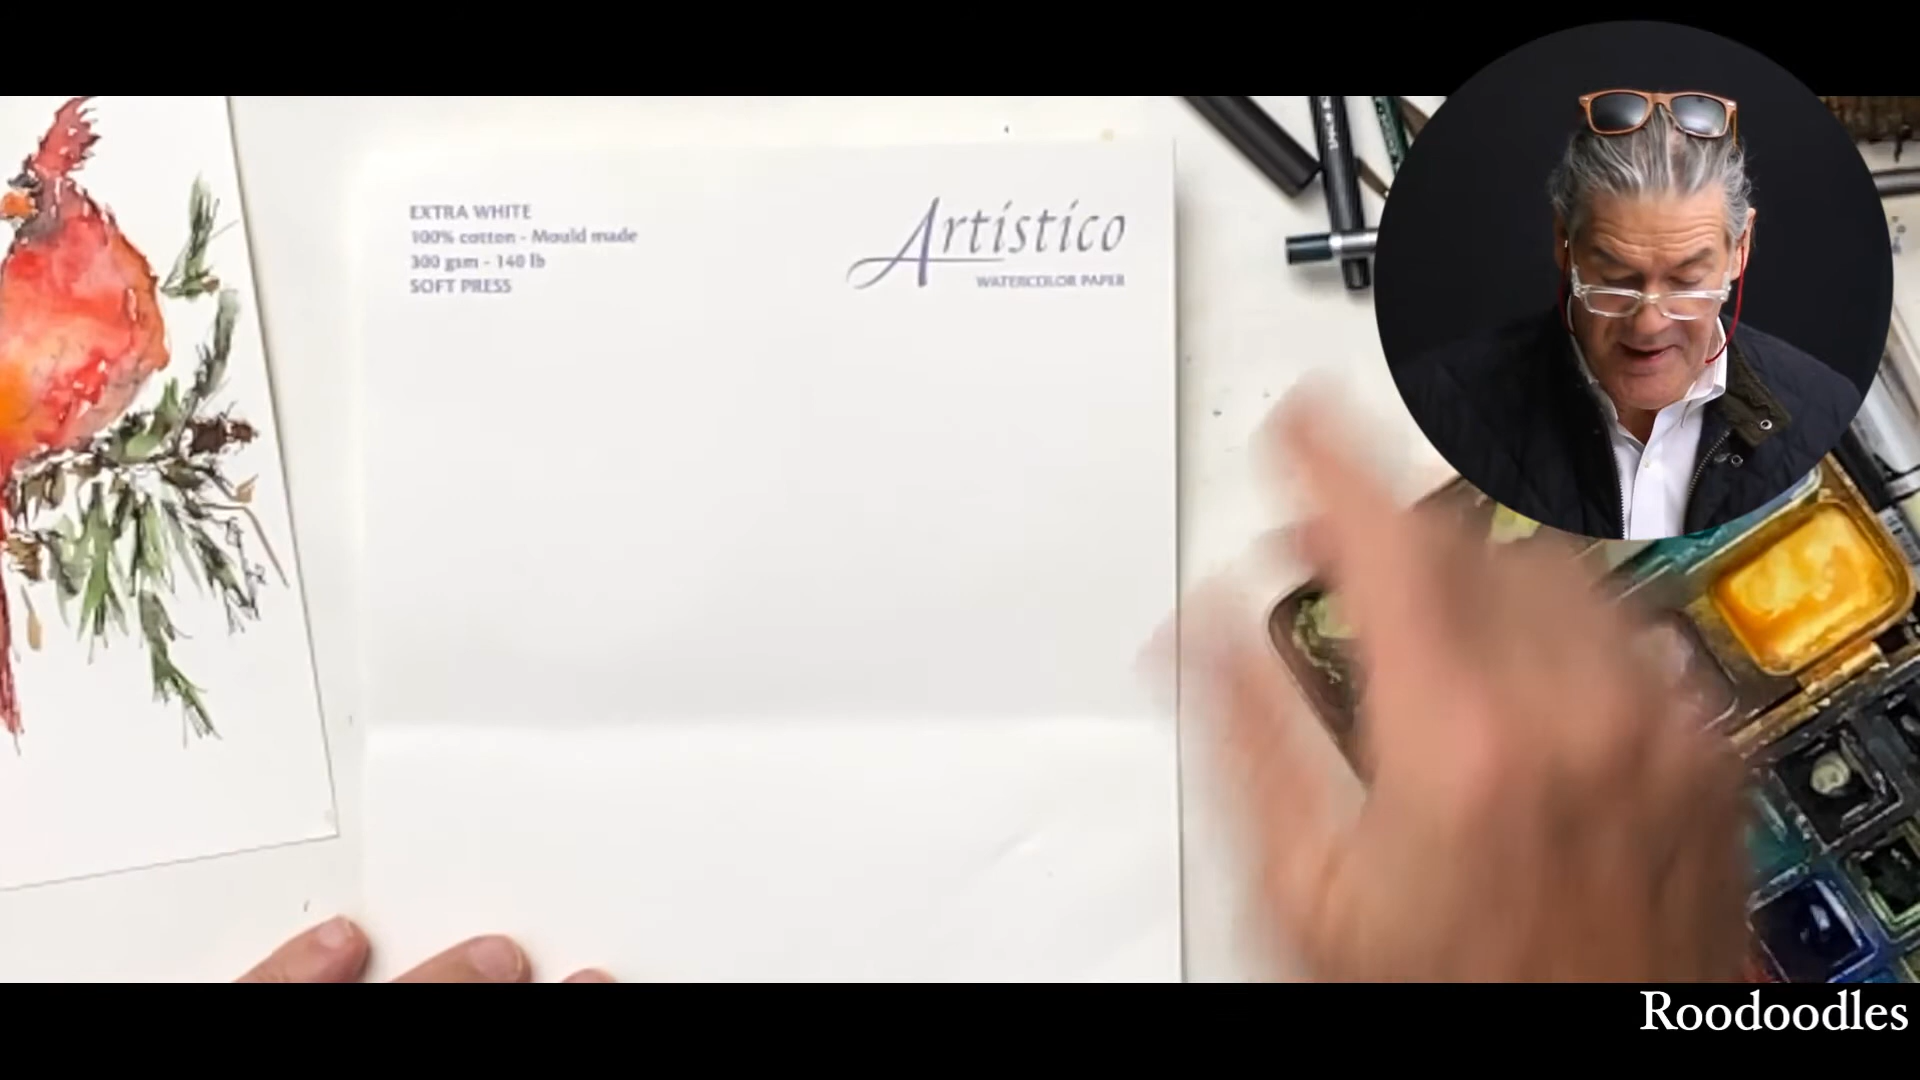 EXTRA WHITE
100% cotton - Mould made
300 gsm - 140 lb
SOFT PRESS
Artistico
WATERCOLOR PAPER
Roodoodles